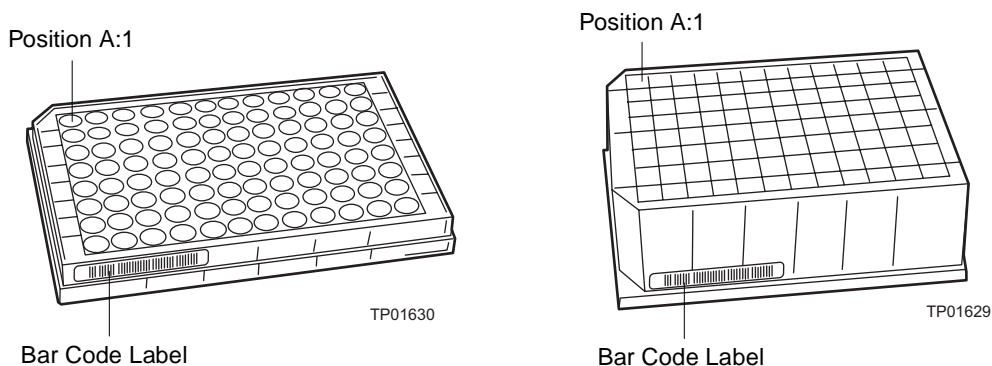 Position A:1
TP01630
Bar Code Label
Position A:1
TP01629
Bar Code Label